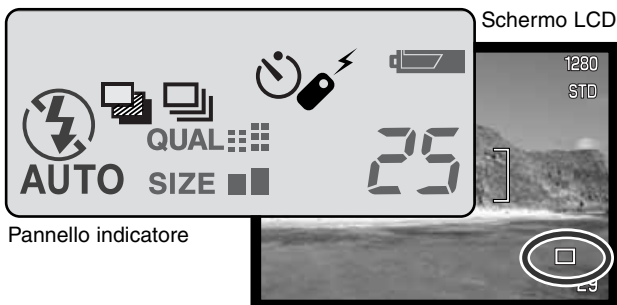 Schermo LCD
1280
STD
QUAL
AUTO
SIZE
25
Pannello indicatore
29